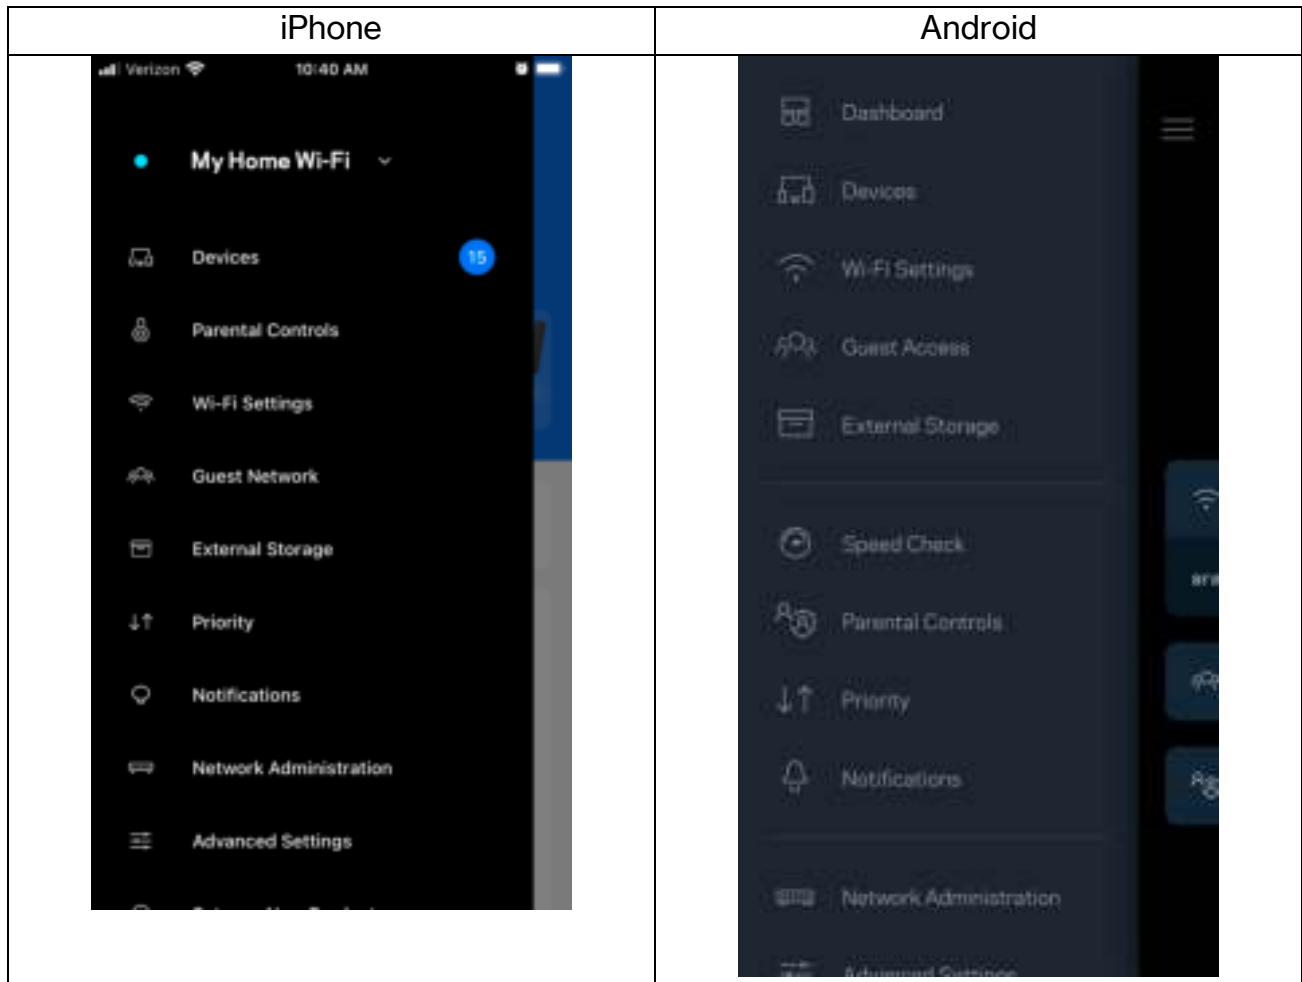 iPhone
Android
Verizon
10:40 AM
My Home Wi-Fi
Devices
15
Parental Controls
Wi-Fi Settings
Guest Network
External Storage
Priority
Notifications
Network Administration
Advanced Settings
Dashboard
Devices
Wi-Fi Settings
Guest Access
External Storage
Speed Check
Parental Controls
Priority
Notifications
Network Administration
Advanced Settings